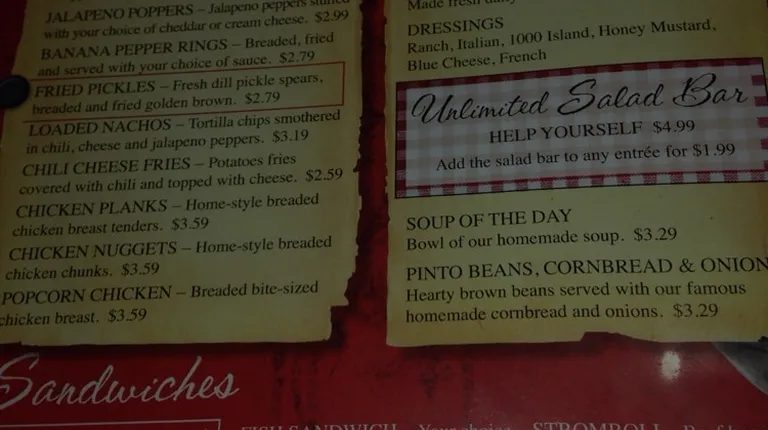 JALAPENO POPPERS – Jalapeno peppers stuffed
with your choice of cheddar or cream cheese. $2.99
BANANA PEPPER RINGS – Breaded, fried
and served with your choice of sauce. $2.79
FRIED PICKLES – Fresh dill pickle spears,
breaded and fried golden brown. $2.79
LOADED NACHOS – Tortilla chips smothered
in chili, cheese and jalapeno peppers. $3.19
CHILI CHEESE FRIES – Potatoes fries
covered with chili and topped with cheese. $2.59
CHICKEN PLANKS – Home-style breaded
chicken breast tenders. $3.59
CHICKEN NUGGETS – Home-style breaded
chicken chunks. $3.59
POPCORN CHICKEN – Breaded bite-sized
chicken breast. $3.59
Made fresh daily
DRESSINGS
Ranch, Italian, 1000 Island, Honey Mustard,
Blue Cheese, French
Unlimited Salad Bar
HELP YOURSELF $4.99
Add the salad bar to any entrée for $1.99
SOUP OF THE DAY
Bowl of our homemade soup. $3.29
PINTO BEANS, CORNBREAD & ONION
Hearty brown beans served with our famous
homemade cornbread and onions. $3.29
Sandwiches
FISH SANDWICH – Your choice STROMBOLI